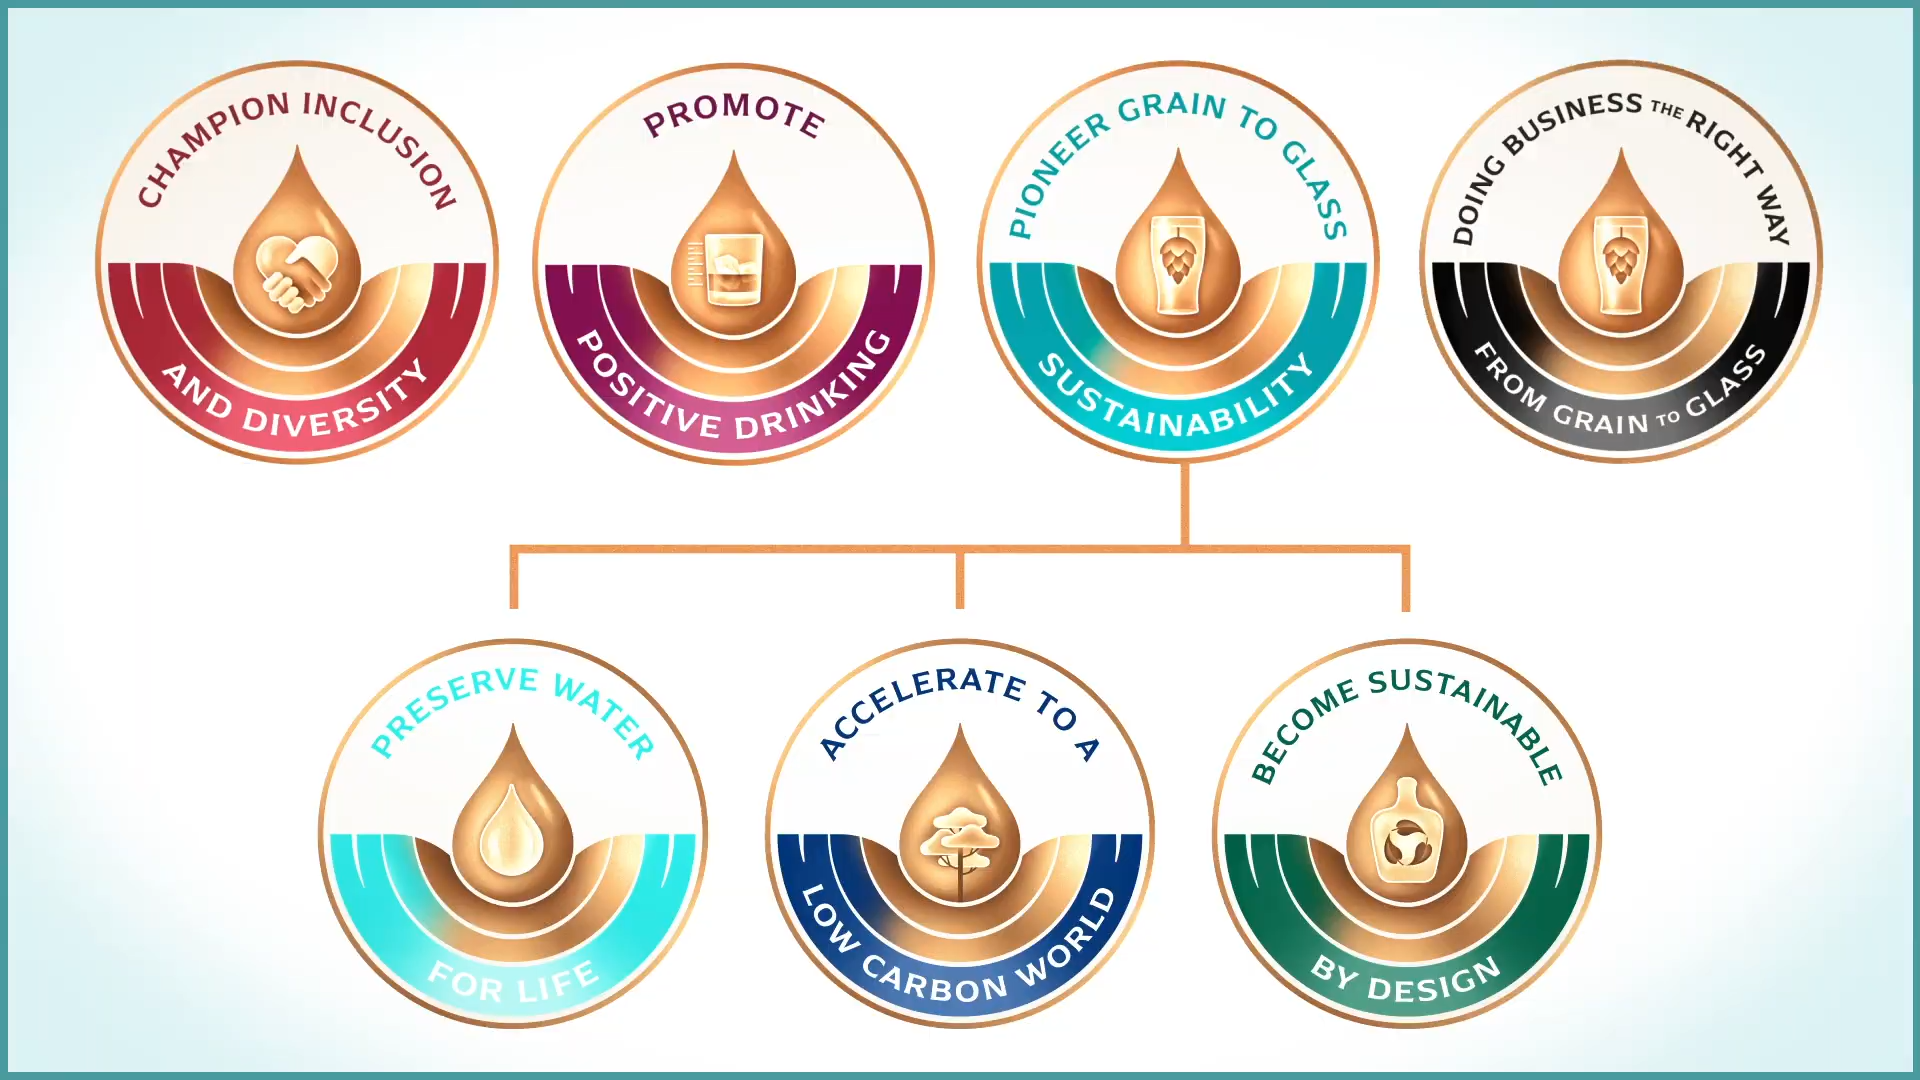 CHAMPION INCLUSION
AND DIVERSITY
PROMOTE
POSITIVE DRINKING
PIONEER GRAIN TO GLASS
SUSTAINABILITY
DOING BUSINESS THE RIGHT WAY
FROM GRAIN TO GLASS
PRESERVE WATER
FOR LIFE
ACCELERATE TO A
LOW CARBON WORLD
BECOME SUSTAINABLE
BY DESIGN